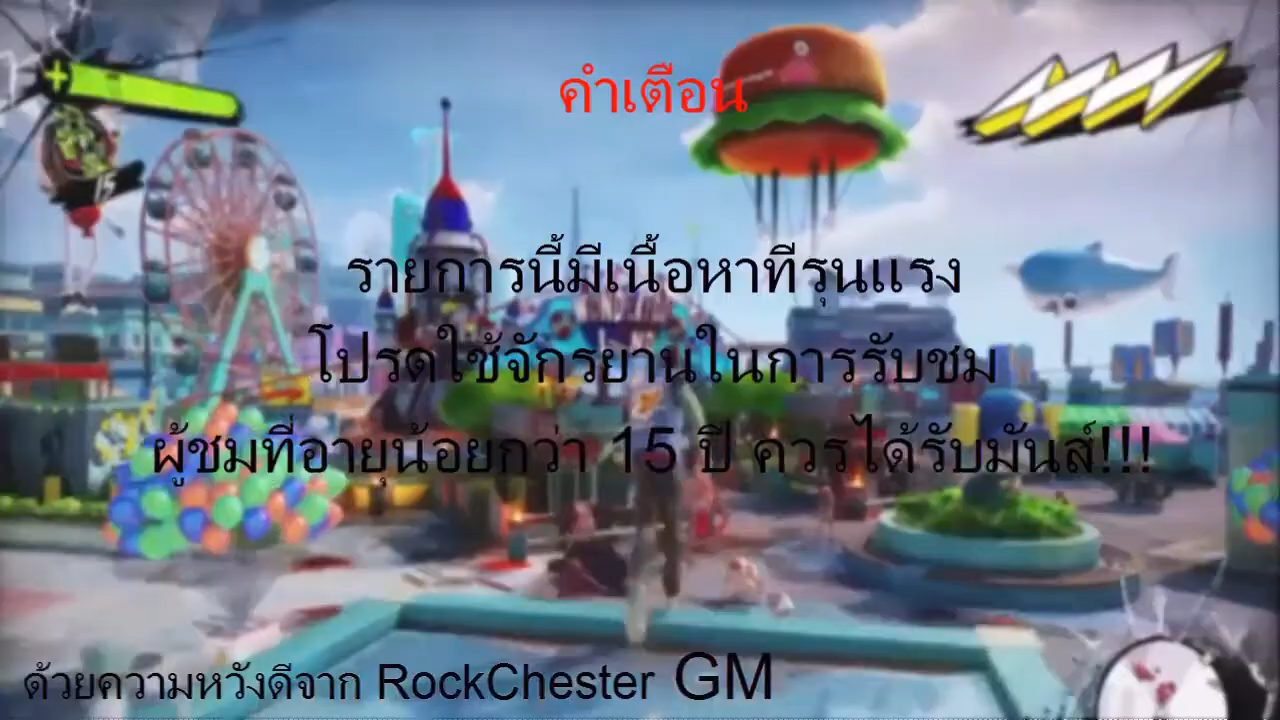 คำเตือน
รายการนี้มีเนื้อหาทีรุนแรง
โปรดใช้จักรยานในการรับชม
ผู้ชมที่อายุน้อยกว่า 15 ปี ควรได้รับมันส์!!!
ด้วยความหวังดีจาก RockChester GM